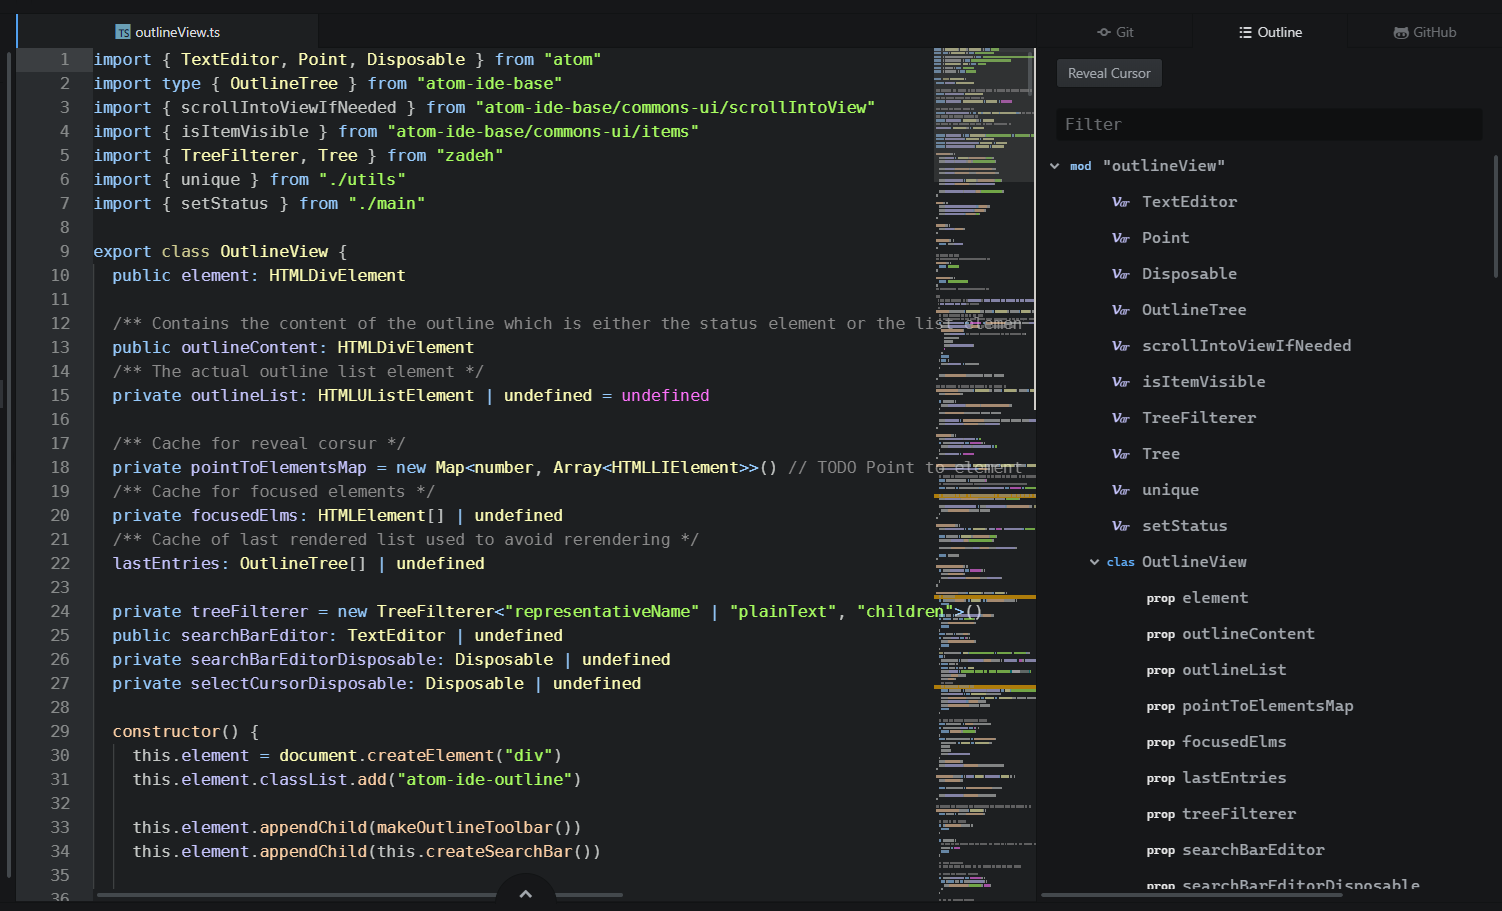 TS outlineView.ts
Git
Outline
GitHub
1 import { TextEditor, Point, Disposable } from "atom"
2 import type { OutlineTree } from "atom-ide-base"
3 import { scrollIntoViewIfNeeded } from "atom-ide-base/commons-ui/scrollIntoView"
4 import { isItemVisible } from "atom-ide-base/commons-ui/items"
5 import { TreeFilterer, Tree } from "zadeh"
6 import { unique } from "./utils"
7 import { setStatus } from "./main"
8
9 export class OutlineView {
10 public element: HTMLDivElement
11
12 /** Contains the content of the outline which is either the status element or the list elemen
13 public outlineContent: HTMLDivElement
14 /** The actual outline list element */
15 private outlineList: HTMLUListElement | undefined = undefined
16
17 /** Cache for reveal corsur */
18 private pointToElementsMap = new Map<number, Array<HTMLLIElement>>() // TODO Point to element
19 /** Cache for focused elements */
20 private focusedElms: HTMLElement[] | undefined
21 /** Cache of last rendered list used to avoid rerendering */
22 lastEntries: OutlineTree[] | undefined
23
24 private treeFilterer = new TreeFilterer<"representativeName" | "plainText", "children">()
25 public searchBarEditor: TextEditor | undefined
26 private searchBarEditorDisposable: Disposable | undefined
27 private selectCursorDisposable: Disposable | undefined
28
29 constructor() {
30 this.element = document.createElement("div")
31 this.element.classList.add("atom-ide-outline")
32
33 this.element.appendChild(makeOutlineToolbar())
34 this.element.appendChild(this.createSearchBar())
35
36
Reveal Cursor
Filter
mod "outlineView"
Var TextEditor
Var Point
Var Disposable
Var OutlineTree
Var scrollIntoViewIfNeeded
Var isItemVisible
Var TreeFilterer
Var Tree
Var unique
Var setStatus
clas OutlineView
prop element
prop outlineContent
prop outlineList
prop pointToElementsMap
prop focusedElms
prop lastEntries
prop treeFilterer
prop searchBarEditor
prop searchBarEditorDisposable